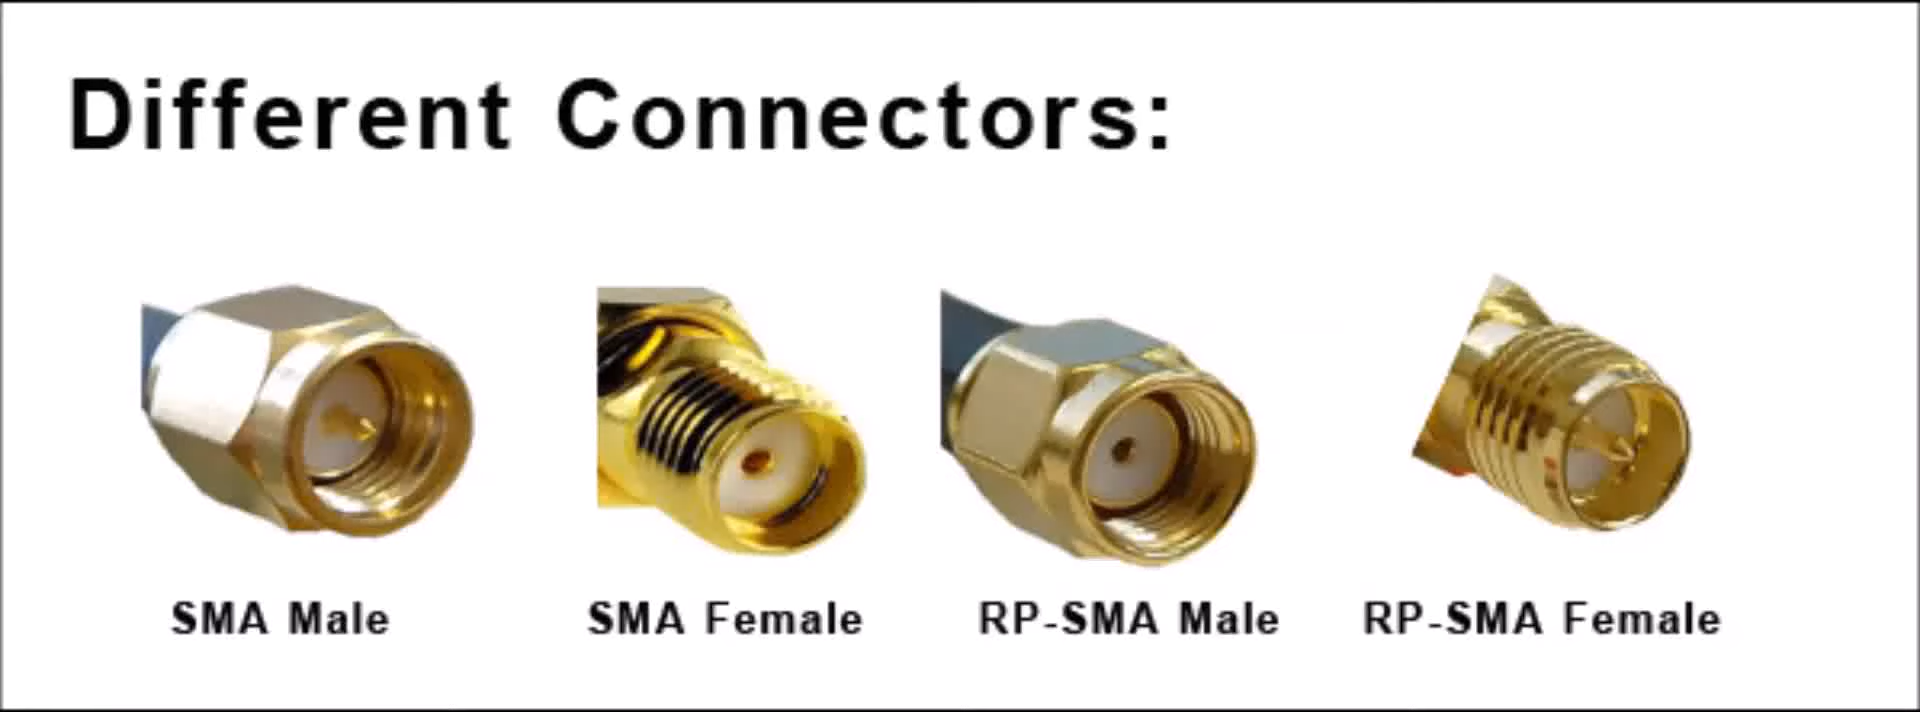 Different Connectors:
SMA Male
SMA Female
RP-SMA Male
RP-SMA Female